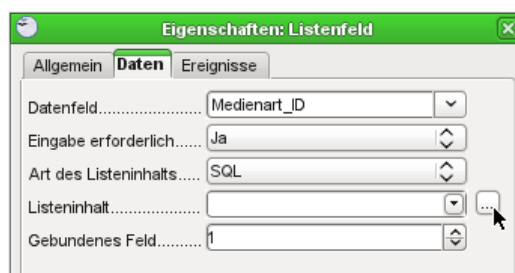 Eigenschaften: Listenfeld
Allgemein Daten Ereignisse
Datenfeld...................... Medienart_ID
Eingabe erforderlich...... Ja
Art des Listeninhalts..... SQL
Listeninhalt................... ...
Gebundenes Feld......... 1